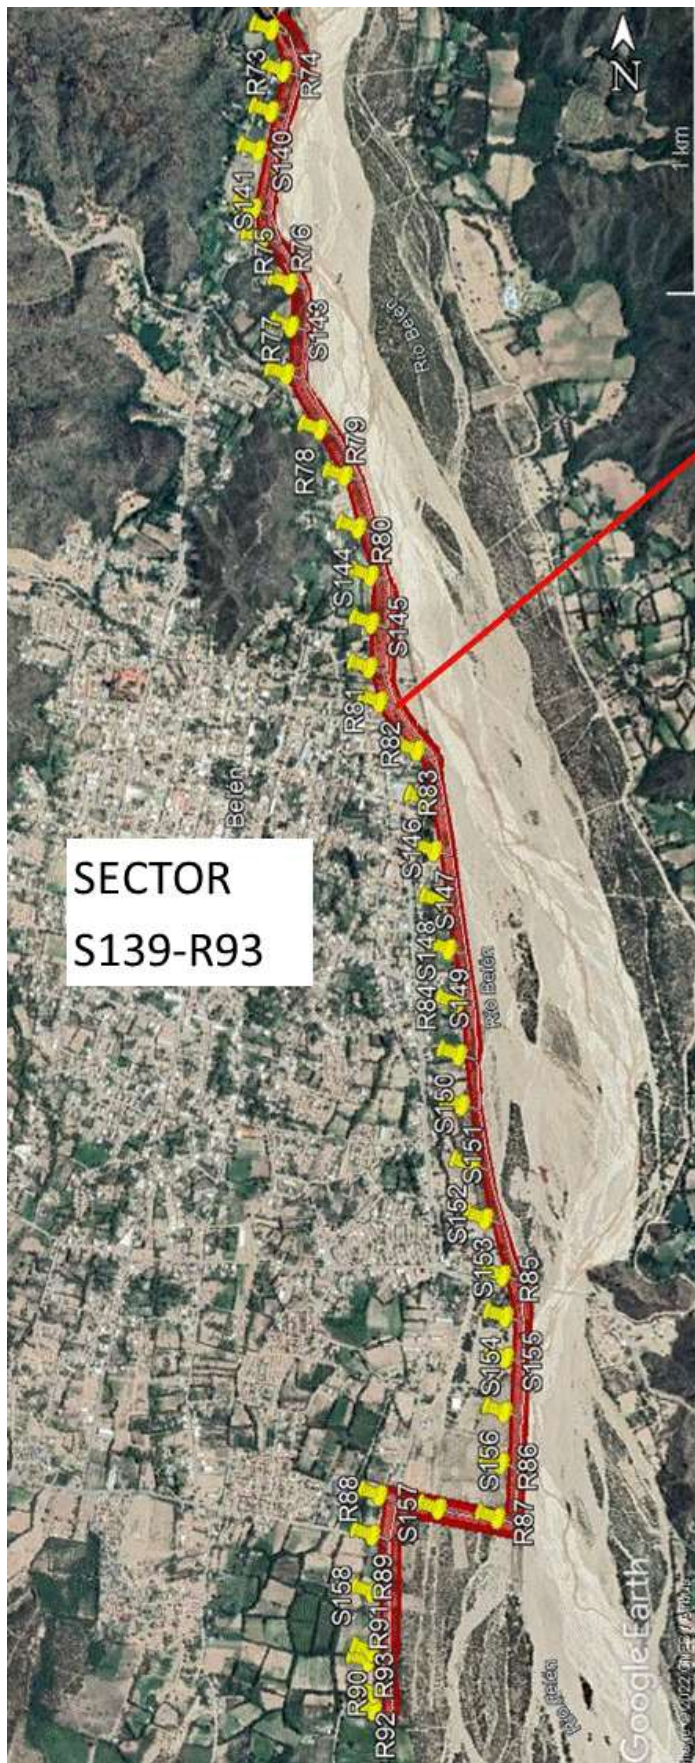 N
1 km
R73
R74
S140
S141
R75
R76
R77
S143
Río Belén
R78
R79
R80
S144
S145
R81
R82
R83
Belén
SECTOR
S139-R93
S146
S147
S148
R84
S149
Río Belén
S150
S151
S152
S153
R85
S154
S155
S156
R86
R87
R88
S157
S158
R89
R91
R90
R93
R92
Río Belén
Google Earth